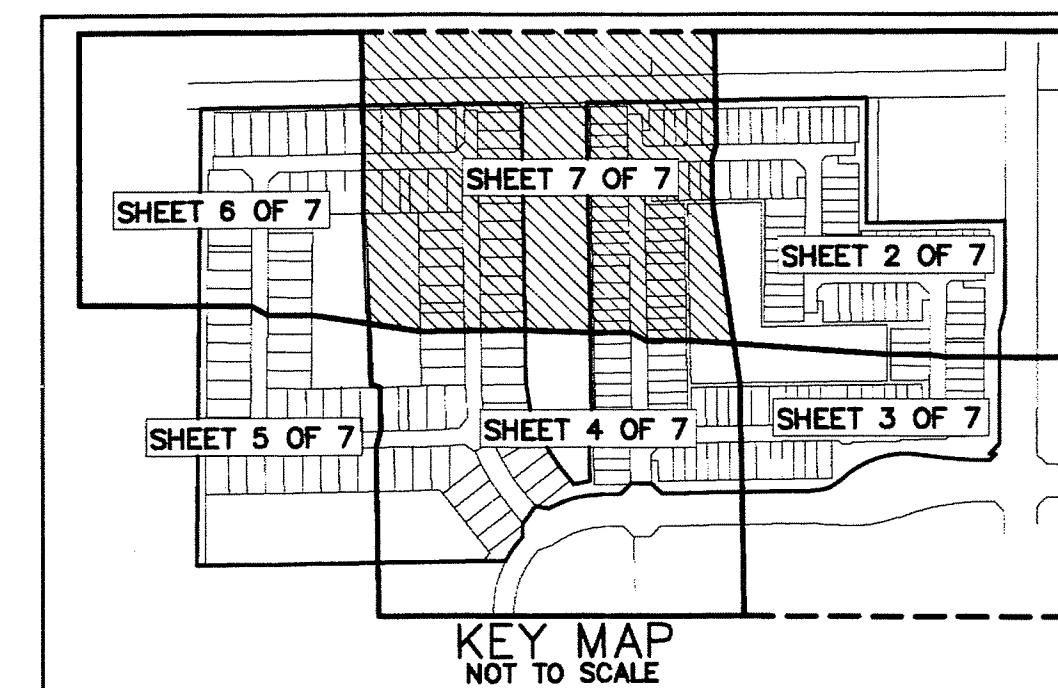 SHEET 7 OF 7
SHEET 6 OF 7
SHEET 2 OF 7
SHEET 5 OF 7
SHEET 4 OF 7
SHEET 3 OF 7
KEY MAP
NOT TO SCALE